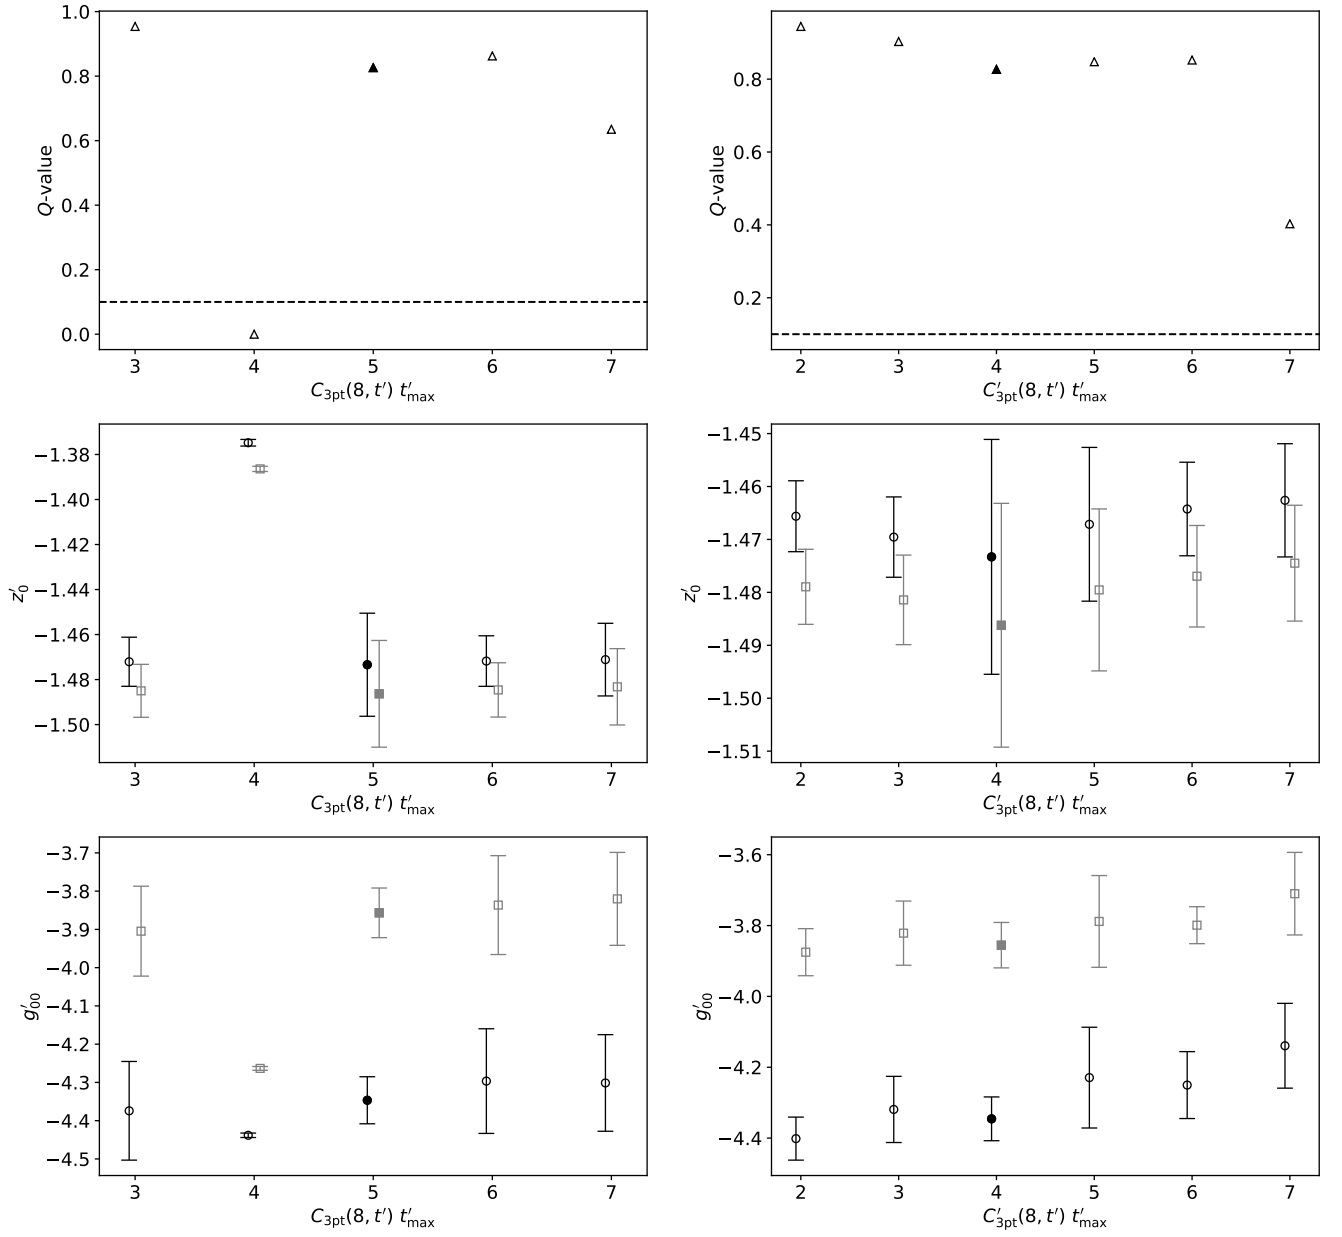 1.0
0.8
0.6
0.4
0.2
0.0
Q-value
3 4 5 6 7
C3pt(8, t′) t′max
0.8
0.6
0.4
0.2
Q-value
2 3 4 5 6 7
C′3pt(8, t′) t′max
−1.38
−1.40
−1.42
−1.44
−1.46
−1.48
−1.50
z′0
3 4 5 6 7
C3pt(8, t′) t′max
−1.45
−1.46
−1.47
−1.48
−1.49
−1.50
−1.51
z′0
2 3 4 5 6 7
C′3pt(8, t′) t′max
−3.7
−3.8
−3.9
−4.0
−4.1
−4.2
−4.3
−4.4
−4.5
g′00
3 4 5 6 7
C3pt(8, t′) t′max
−3.6
−3.8
−4.0
−4.2
−4.4
g′00
2 3 4 5 6 7
C′3pt(8, t′) t′max